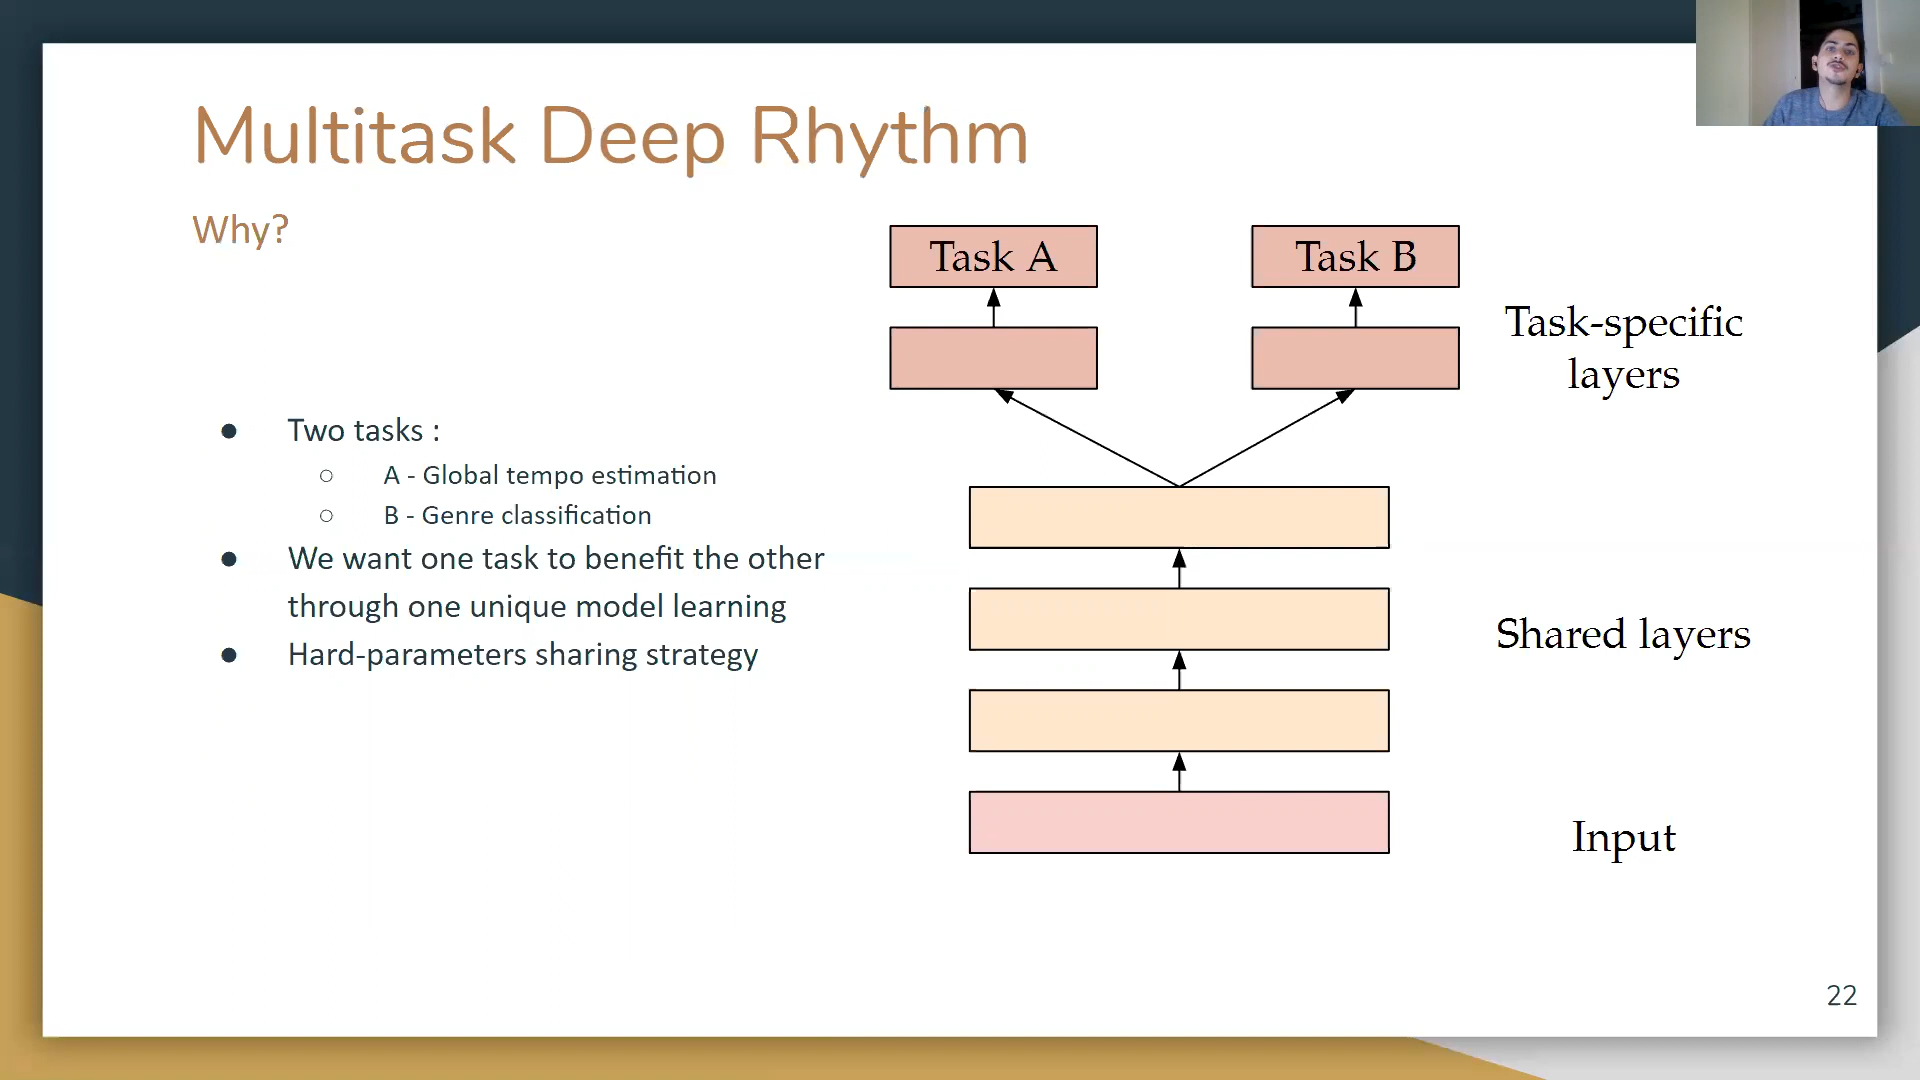 Multitask Deep Rhythm
Why?
● Two tasks :
○ A - Global tempo estimation
○ B - Genre classification
● We want one task to benefit the other
through one unique model learning
● Hard-parameters sharing strategy
Task A
Task B
Task-specific
layers
Shared layers
Input
22